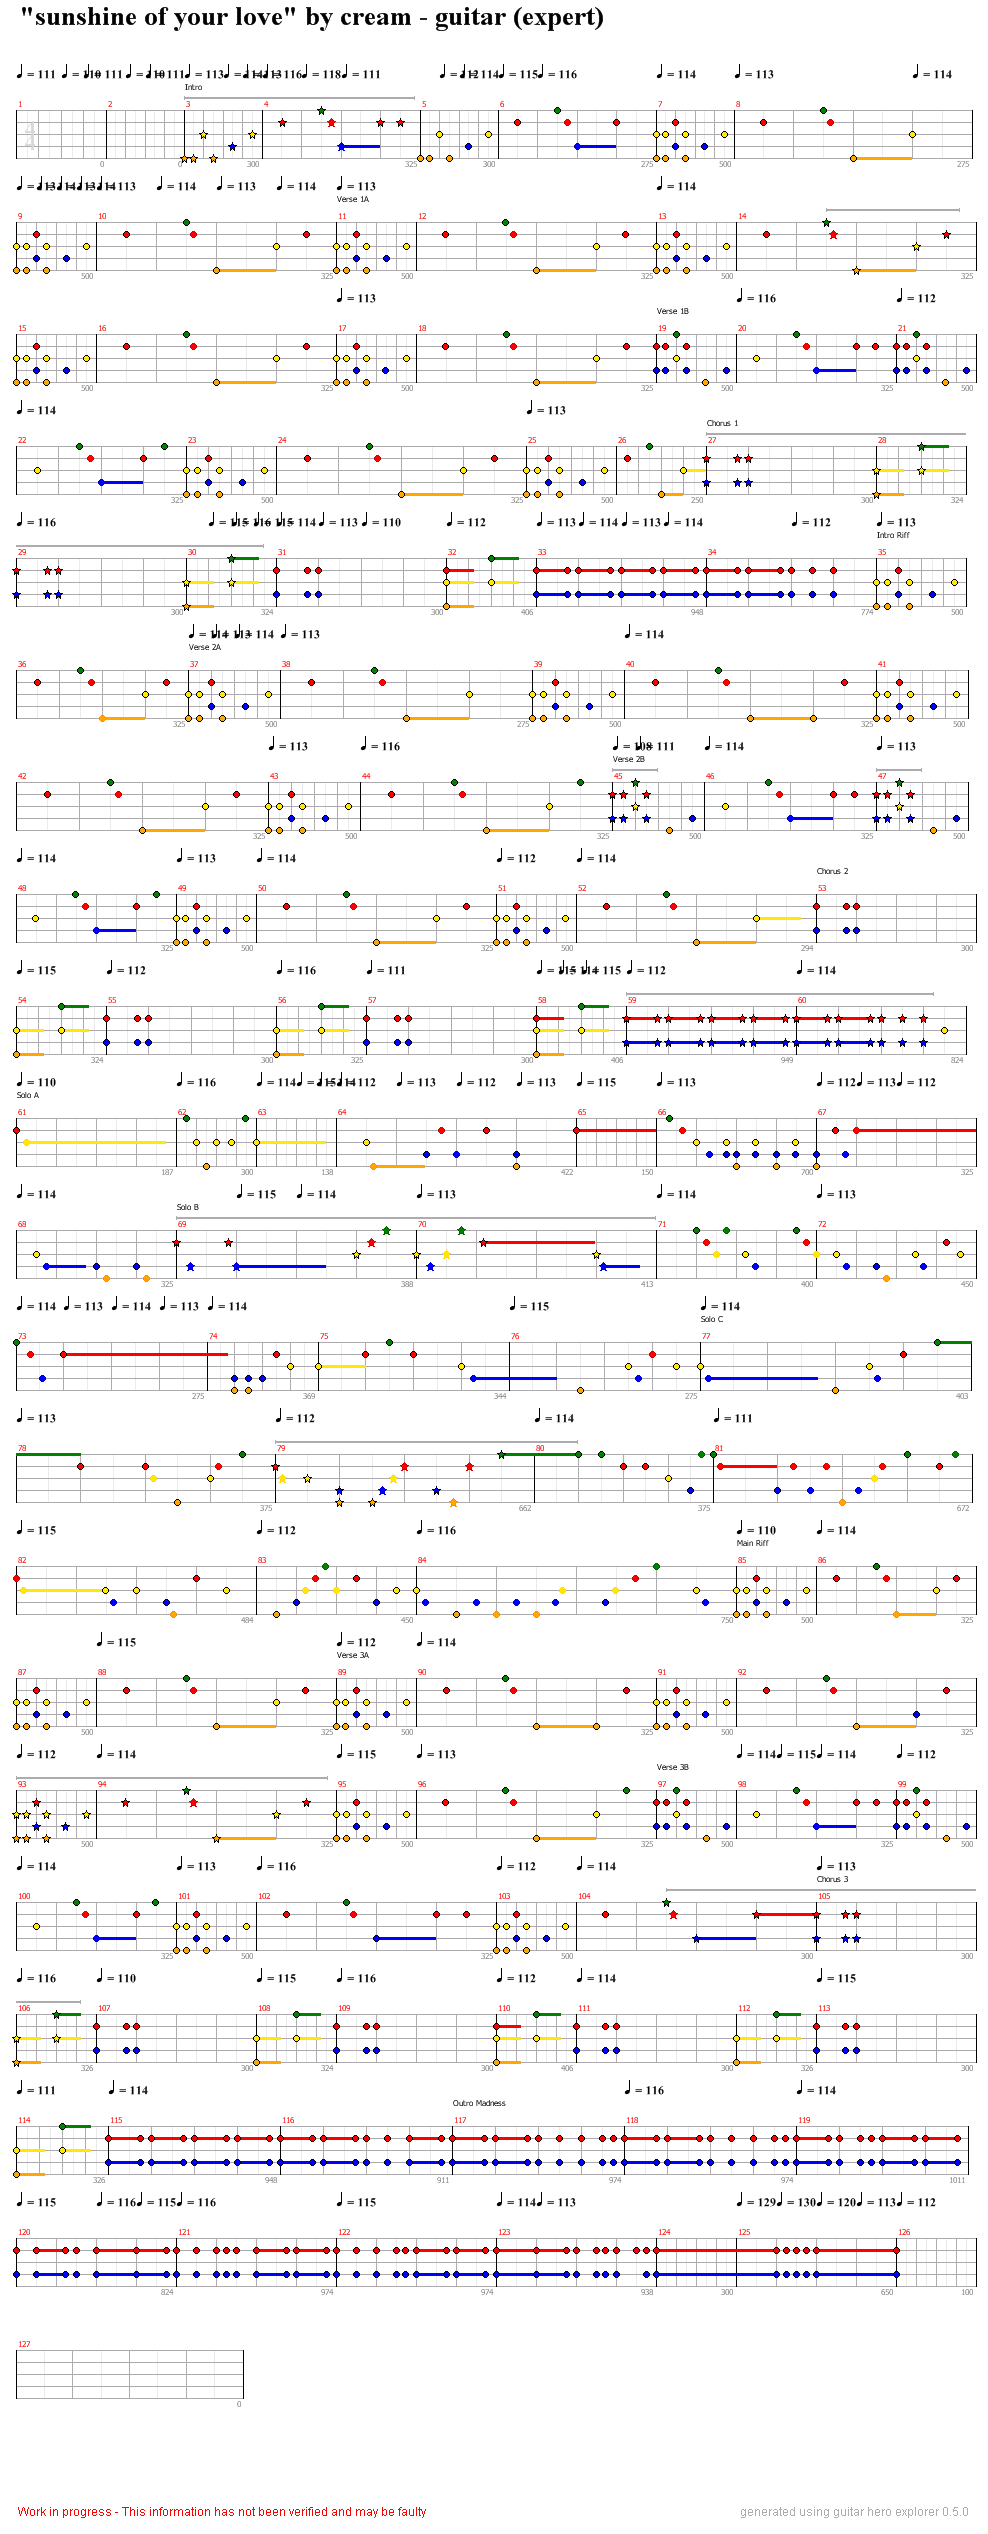 "sunshine of your love" by cream - guitar (expert)
= 111 = 110 = 111 = 110 = 111 = 113 = 114 = 113 = 116 = 118 = 111 = 112 = 114 = 115 = 116 = 114 = 113 = 114
Intro
1 2 3 4 5 6 7 8
0 300 325 300 275 500 275
= 113 = 114 = 113 = 114 = 113 = 114 = 113 = 114 = 113 = 114
Verse 1A
9 10 11 12 13 14
500 325 500 325 500 325
= 113 = 116 = 112
Verse 1B
15 16 17 18 19 20 21
500 325 500 325 500 325 500
= 114 = 113
Chorus 1
22 23 24 25 26 27 28
325 500 325 500 250 300 324
= 116 = 115 = 116 = 115 = 114 = 113 = 110 = 112 = 113 = 114 = 113 = 114 = 112 = 113
Intro Riff
29 30 31 32 33 34 35
300 324 300 406 948 774 500
= 114 = 113 = 114 = 113 = 114
Verse 2A
36 37 38 39 40 41
325 500 275 500 325 500
= 113 = 116 = 108 = 111 = 114 = 113
Verse 2B
42 43 44 45 46 47
325 500 325 500 325 500
= 114 = 113 = 114 = 112 = 114
Chorus 2
48 49 50 51 52 53
325 500 325 500 294 300
= 115 = 112 = 116 = 111 = 115 = 114 = 115 = 112 = 114
54 55 56 57 58 59 60
324 300 325 300 406 949 824
= 110 = 116 = 114 = 115 = 114 = 112 = 113 = 112 = 113 = 115 = 113 = 112 = 113 = 112
Solo A
61 62 63 64 65 66 67
187 300 138 422 150 700 325
= 114 = 115 = 114 = 113 = 114 = 113
Solo B
68 69 70 71 72
325 388 413 400 450
= 114 = 113 = 114 = 113 = 114 = 115 = 114
Solo C
73 74 75 76 77
275 369 344 275 403
= 113 = 112 = 114 = 111
78 79 80 81
375 662 375 672
= 115 = 112 = 116 = 110 = 114
Main Riff
82 83 84 85 86
484 450 750 500 325
= 115 = 112 = 114
Verse 3A
87 88 89 90 91 92
500 325 500 325 500 325
= 112 = 114 = 115 = 113 = 114 = 115 = 114 = 112
Verse 3B
93 94 95 96 97 98 99
500 325 500 325 500 325 500
= 114 = 113 = 116 = 112 = 114 = 113
Chorus 3
100 101 102 103 104 105
325 500 325 500 300 300
= 116 = 110 = 115 = 116 = 112 = 114 = 115
106 107 108 109 110 111 112 113
326 300 324 300 406 300 326 300
= 111 = 114 = 116 = 114
Outro Madness
114 115 116 117 118 119
326 948 911 974 974 1011
= 115 = 116 = 115 = 116 = 115 = 114 = 113 = 129 = 130 = 120 = 113 = 112
120 121 122 123 124 125 126
824 974 974 938 300 650 100
127
0
Work in progress - This information has not been verified and may be faulty
generated using guitar hero explorer 0.5.0